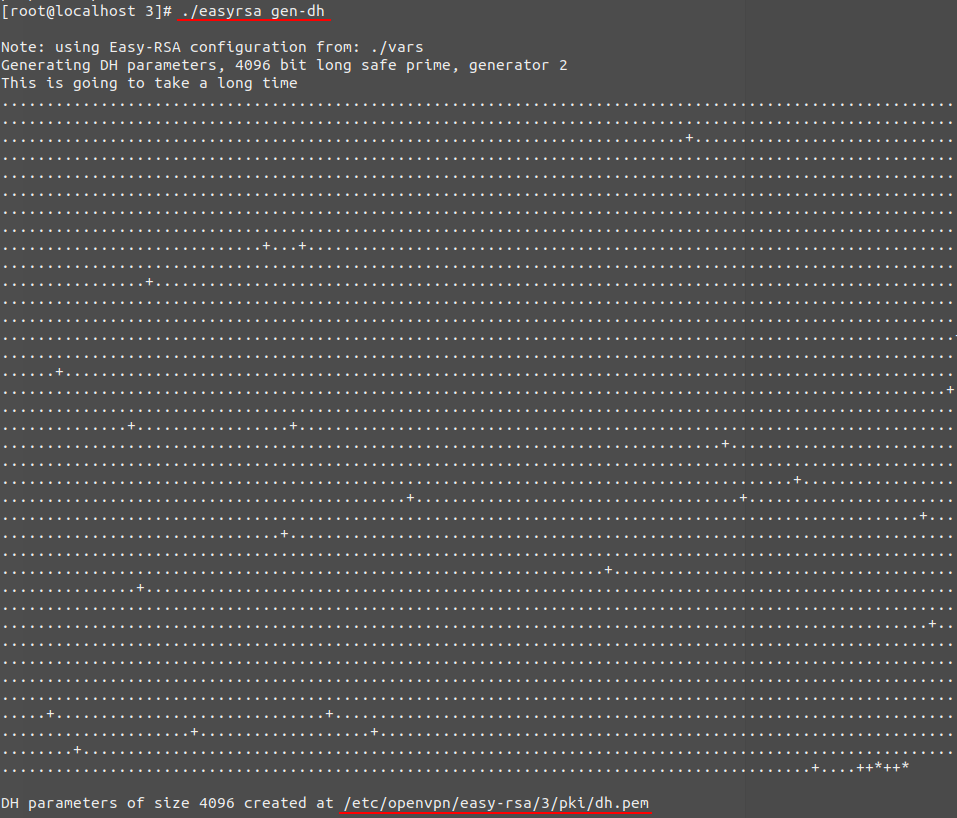 [root@localhost 3]# ./easyrsa gen-dh
Note: using Easy-RSA configuration from: ./vars
Generating DH parameters, 4096 bit long safe prime, generator 2
This is going to take a long time
DH parameters of size 4096 created at /etc/openvpn/easy-rsa/3/pki/dh.pem